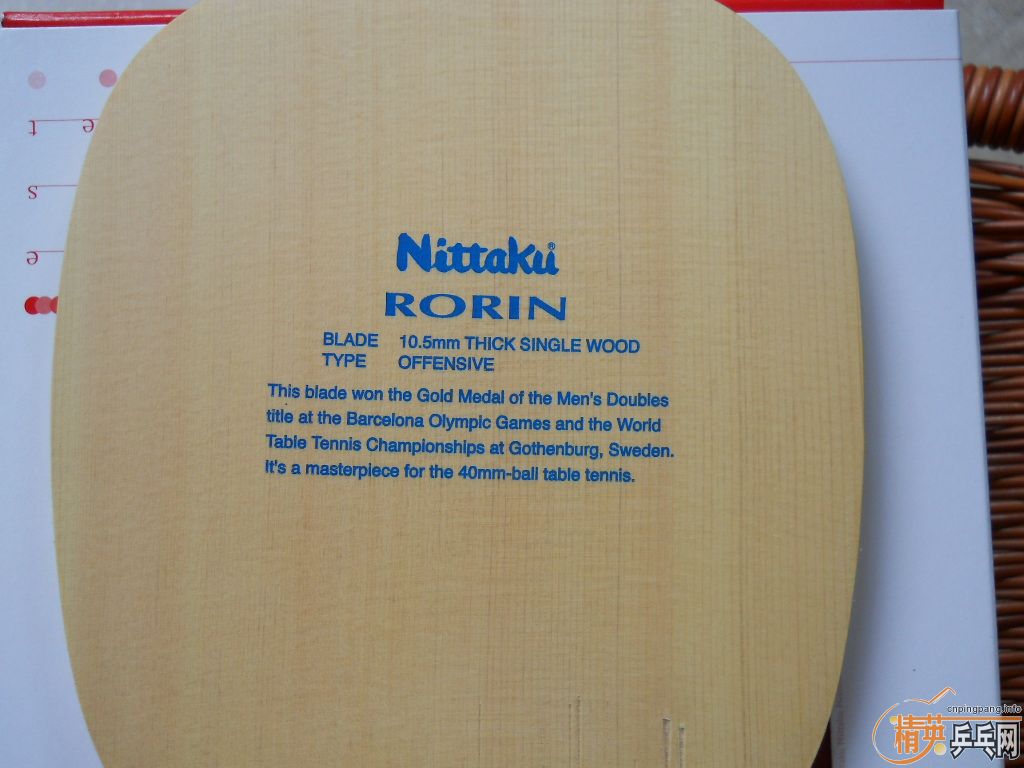 Nittaku®
RORIN
BLADE 10.5mm THICK SINGLE WOOD
TYPE OFFENSIVE
This blade won the Gold Medal of the Men's Doubles
title at the Barcelona Olympic Games and the World
Table Tennis Championships at Gothenburg, Sweden.
It's a masterpiece for the 40mm-ball table tennis.
t e
s
e
cnpingpang.info
精英乒乓网